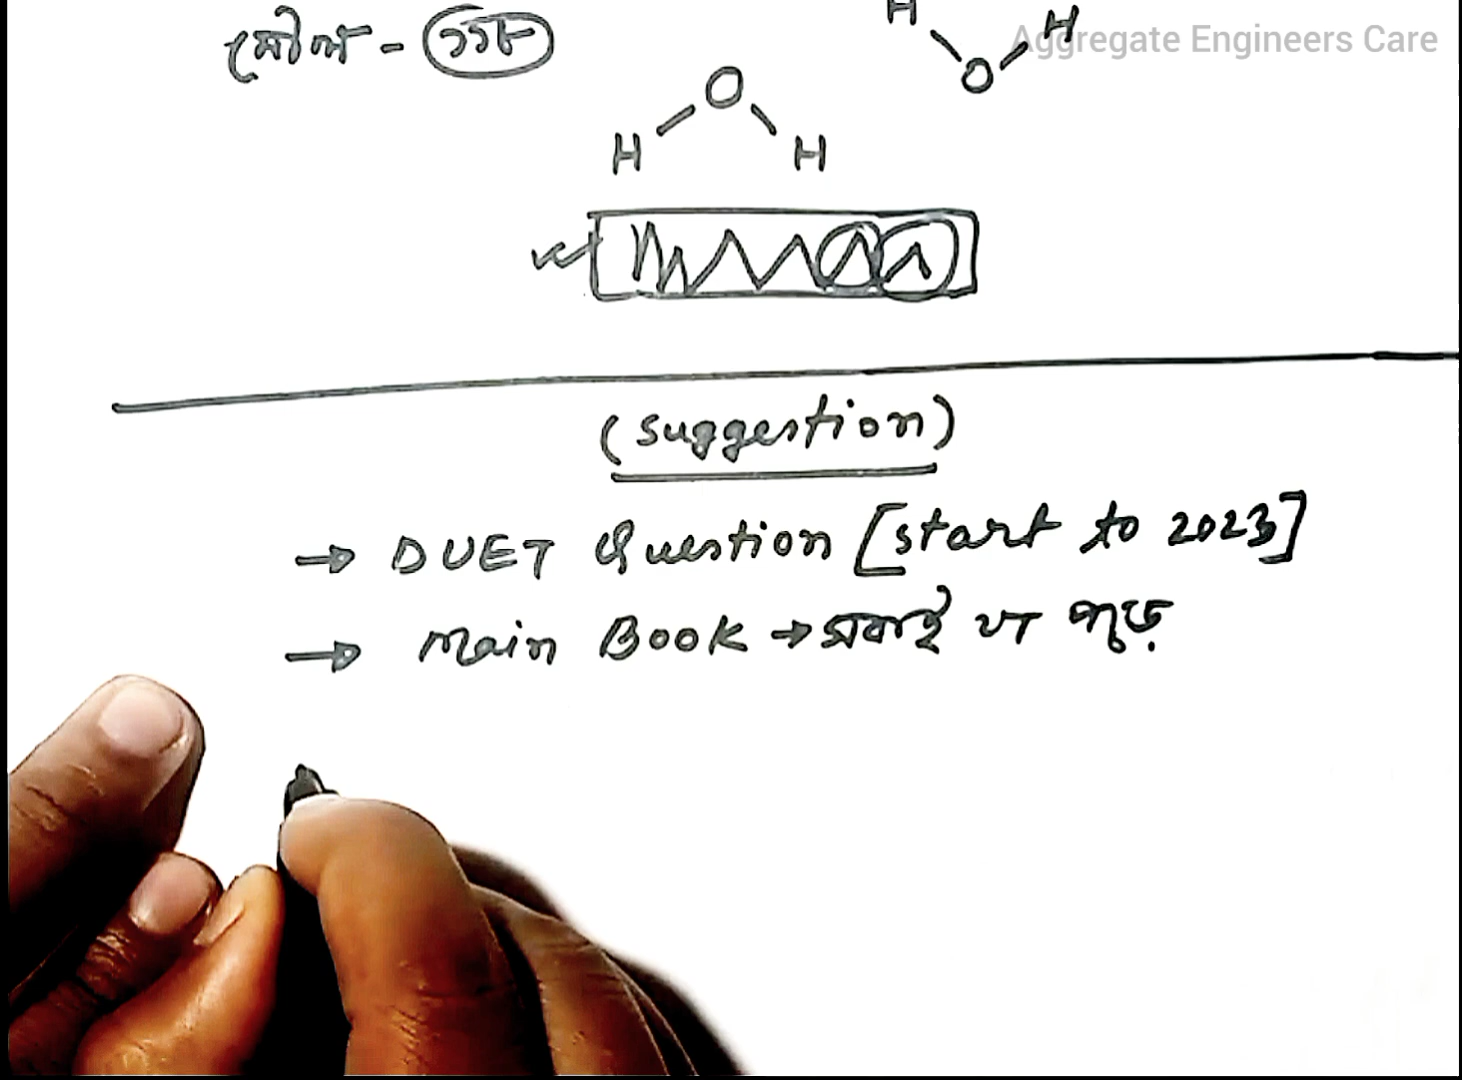 মৌল - ১১৮
Aggregate Engineers Care
H O H
O
H H
(suggestion)
→ DUET Question [start to 2023]
→ Main Book → সবাই যা পড়ে